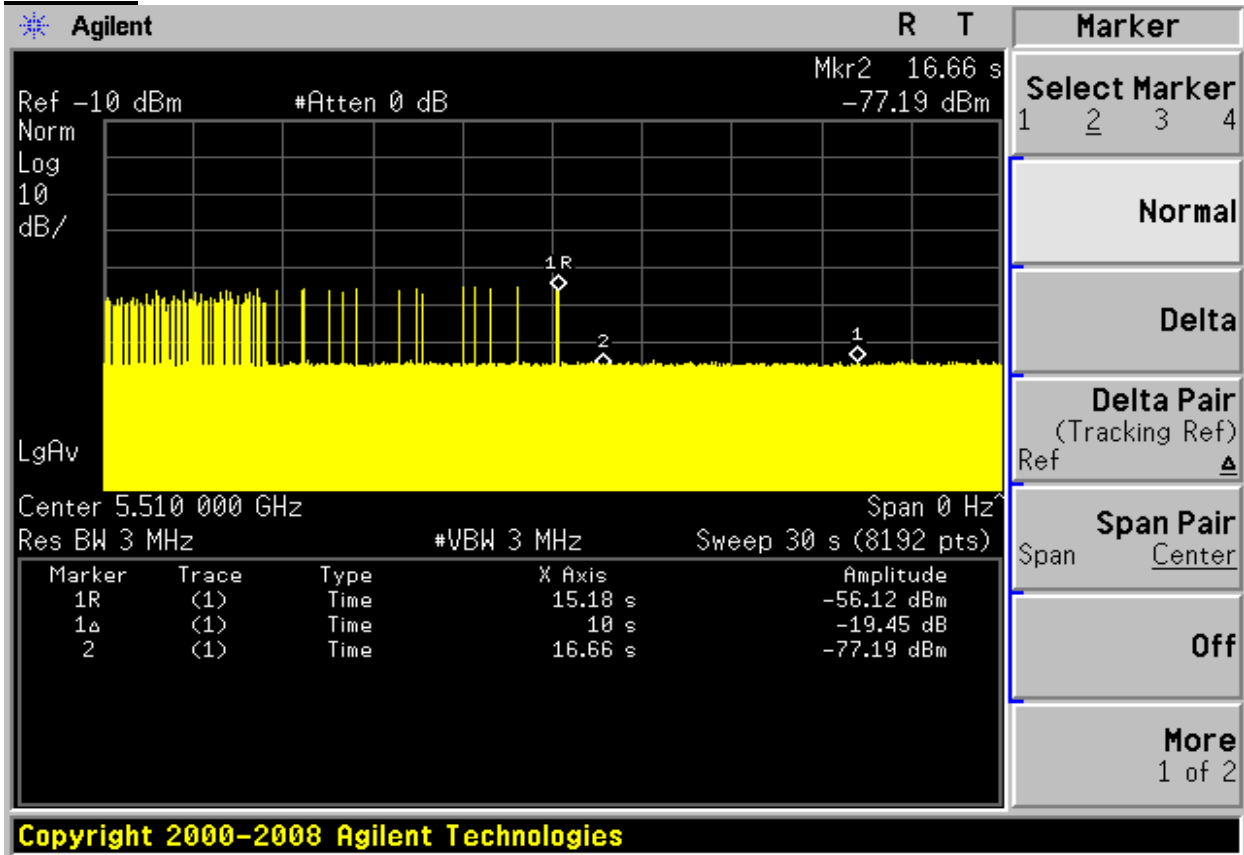 Agilent
R T
Mkr2 16.66 s
Ref -10 dBm #Atten 0 dB -77.19 dBm
Norm
Log
10
dB/
1R
2
1
LgAv
Center 5.510 000 GHz Span 0 Hz^
Res BW 3 MHz #VBW 3 MHz Sweep 30 s (8192 pts)
Marker Trace Type X Axis Amplitude
1R (1) Time 15.18 s -56.12 dBm
1Δ (1) Time 10 s -19.45 dB
2 (1) Time 16.66 s -77.19 dBm
Marker
Select Marker
1 2 3 4
Normal
Delta
Delta Pair
(Tracking Ref)
Ref Δ
Span Pair
Span Center
Off
More
1 of 2
Copyright 2000-2008 Agilent Technologies